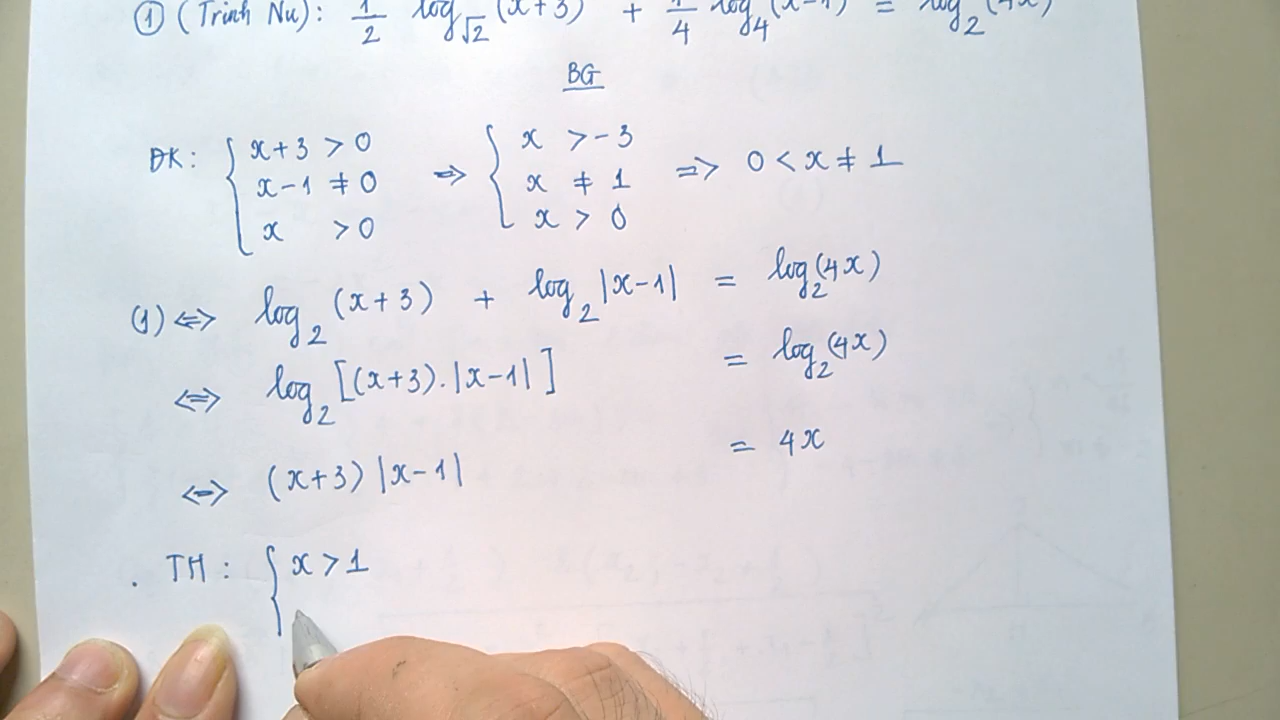 ① (Trinh Nu): 1/2 log_√2 (x+3) + 1/4 log_4 (x-1) = log_2 (4x)
BG
ĐK: { x+3 > 0 ⇒ { x > -3 ⇒ 0 < x ≠ 1
x-1 ≠ 0 x ≠ 1
x > 0 x > 0
(1) ⇔ log_2 (x+3) + log_2 |x-1| = log_2 (4x)
⇔ log_2 [(x+3).|x-1|] = log_2 (4x)
⇔ (x+3) |x-1| = 4x
. TH: { x > 1